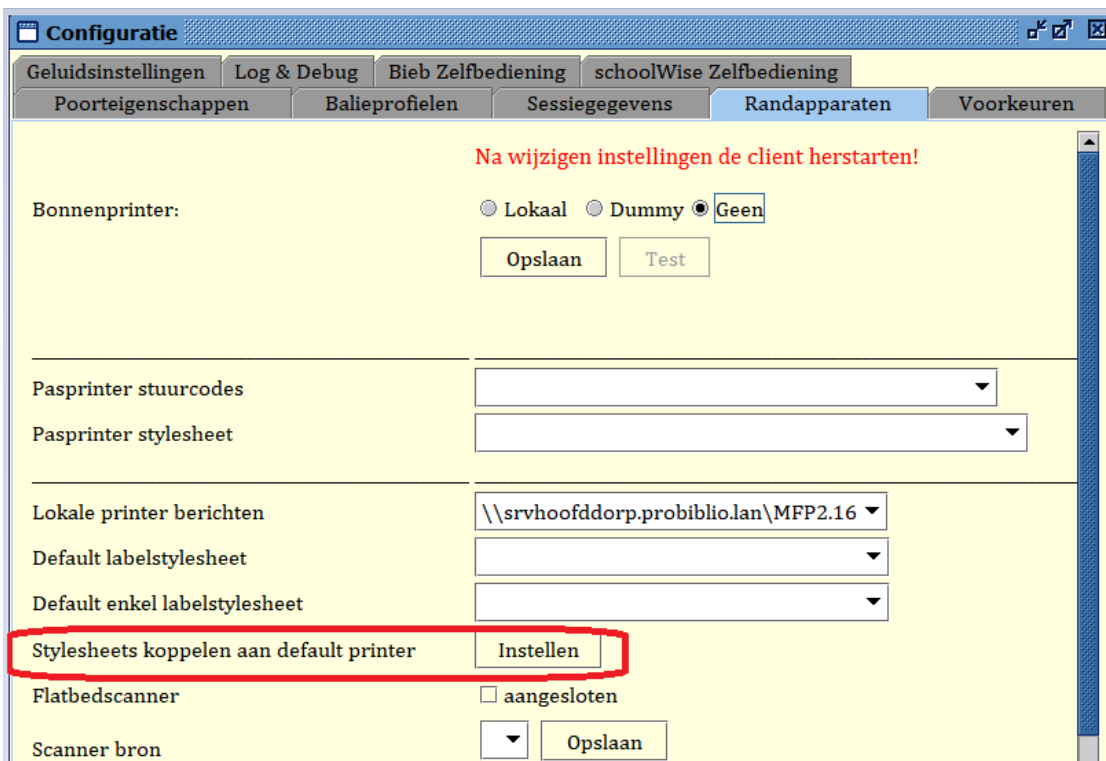 Configuratie
Geluidsinstellingen Log & Debug Bieb Zelfbediening schoolWise Zelfbediening
Poorteigenschappen Balieprofielen Sessiegegevens Randapparaten Voorkeuren
Na wijzigen instellingen de client herstarten!
Bonnenprinter: Lokaal Dummy Geen
Opslaan Test
Pasprinter stuurcodes
Pasprinter stylesheet
Lokale printer berichten \\srvhoofddorp.probiblio.lan\MFP2.16
Default labelstylesheet
Default enkel labelstylesheet
Stylesheets koppelen aan default printer Instellen
Flatbedscanner aangesloten
Scanner bron Opslaan